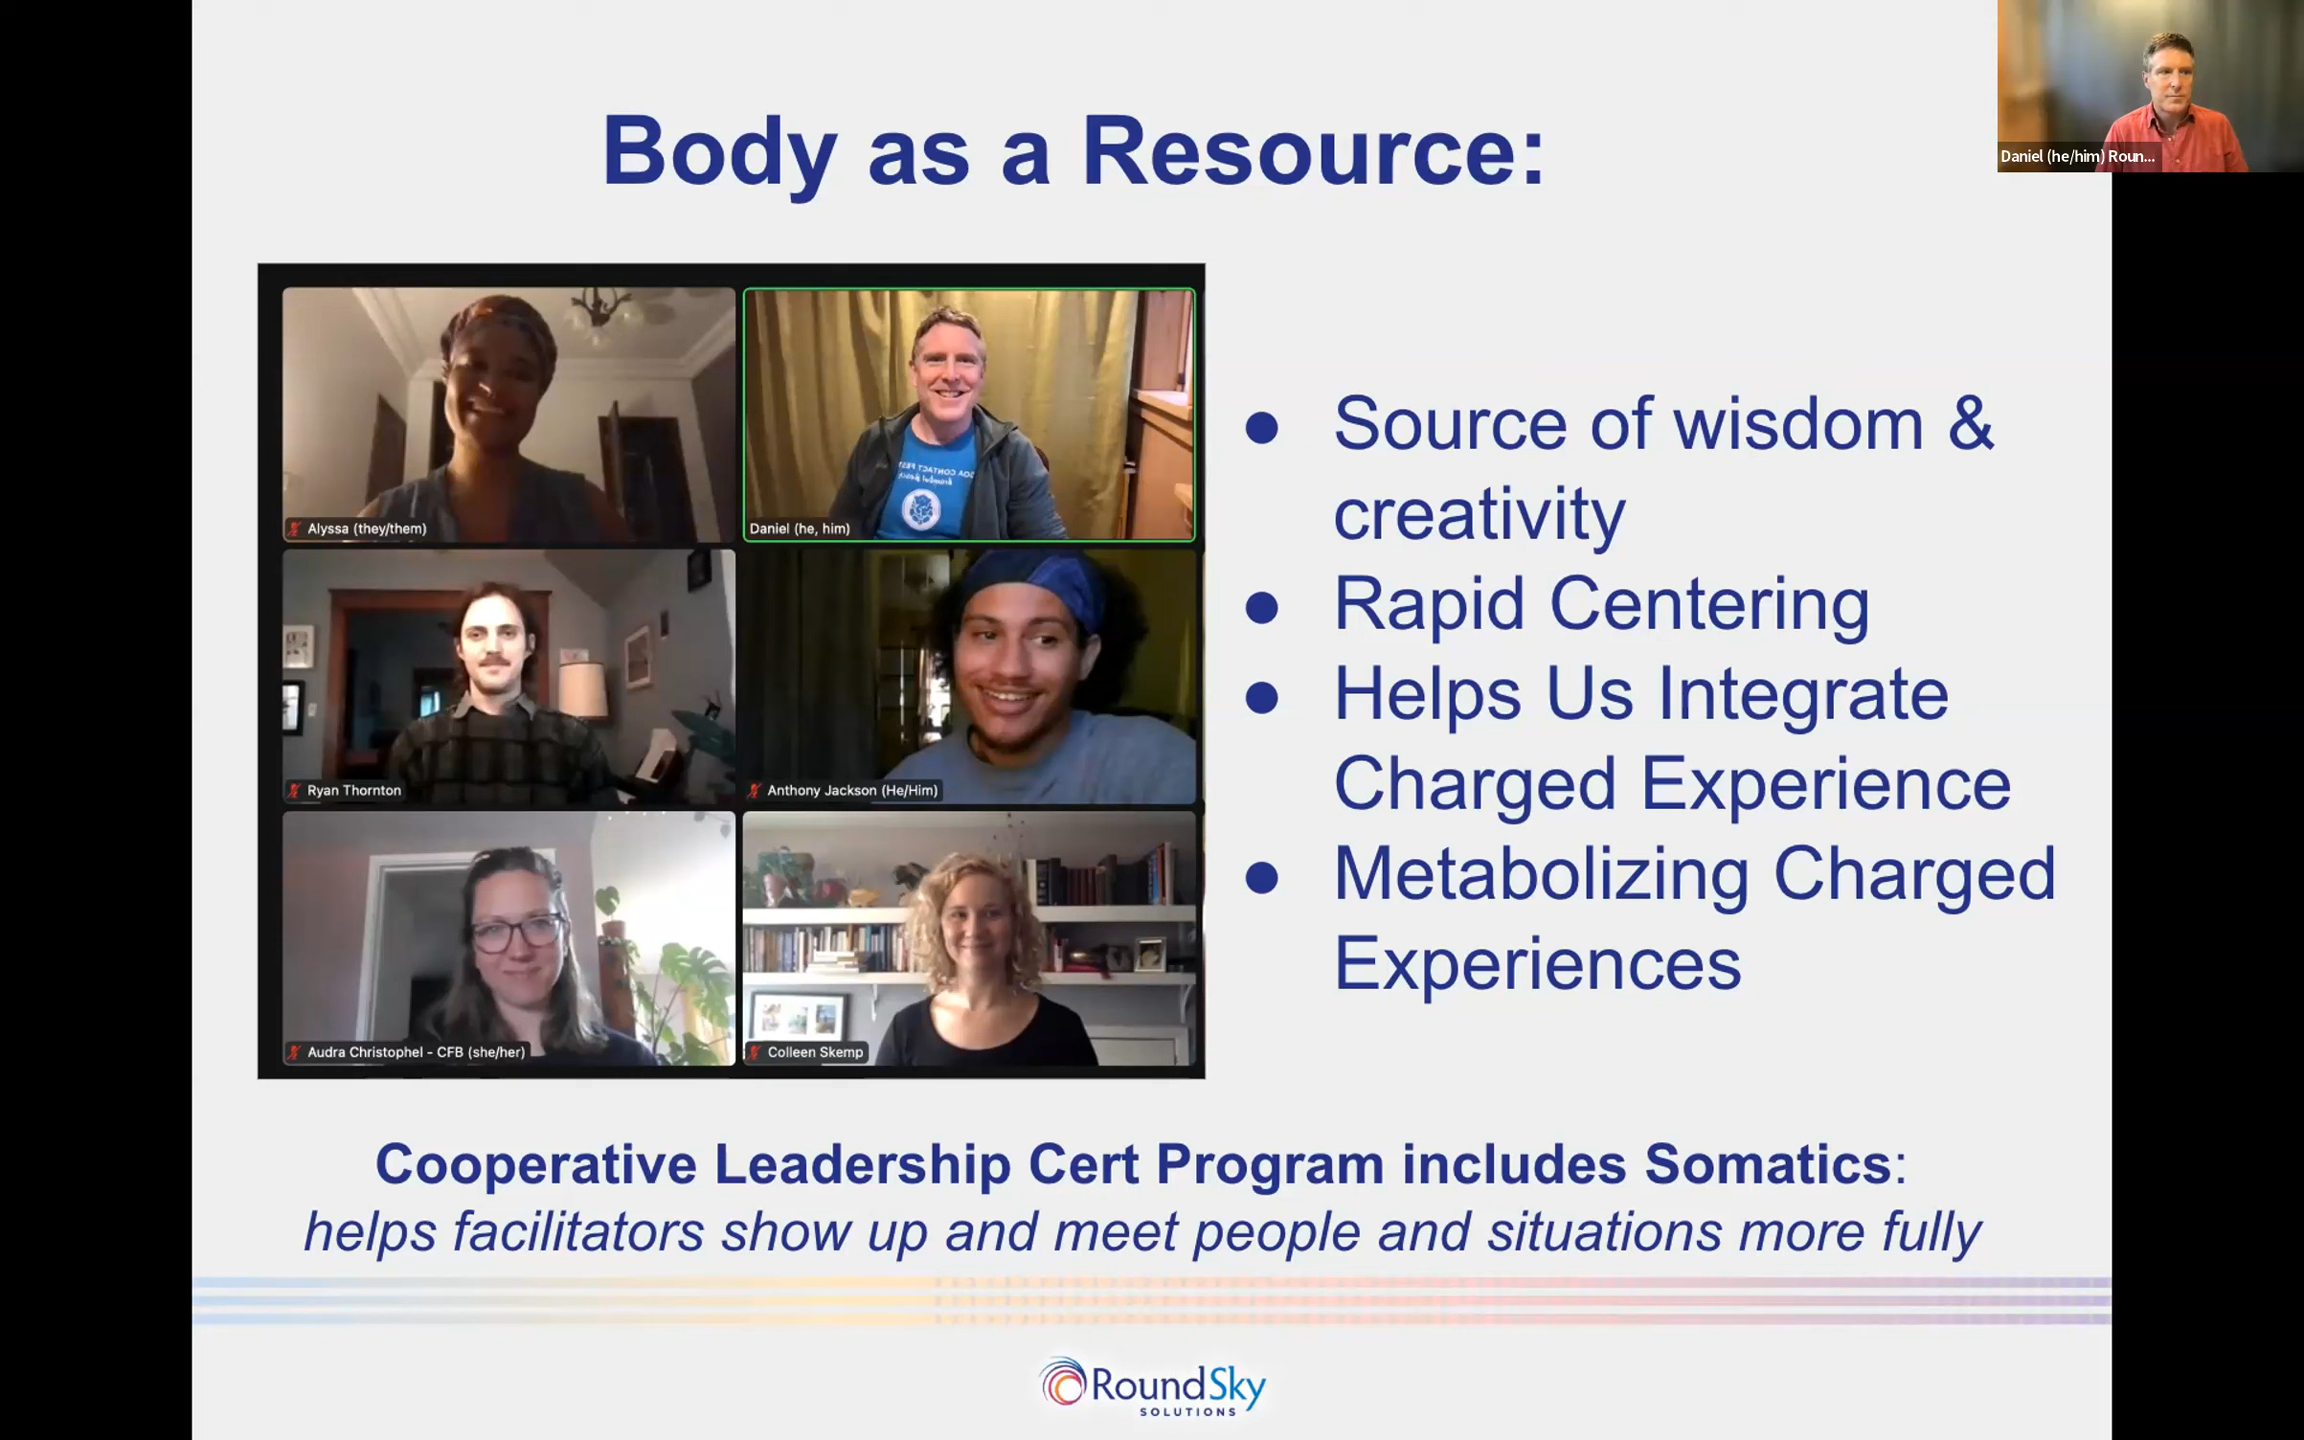 Body as a Resource:
Daniel (he/him) Roun...
Alyssa (they/them)
Daniel (he, him)
Ryan Thornton
Anthony Jackson (He/Him)
Audra Christophel - CFB (she/her)
Colleen Skemp
● Source of wisdom &
creativity
● Rapid Centering
● Helps Us Integrate
Charged Experience
● Metabolizing Charged
Experiences
Cooperative Leadership Cert Program includes Somatics:
helps facilitators show up and meet people and situations more fully
RoundSky
SOLUTIONS